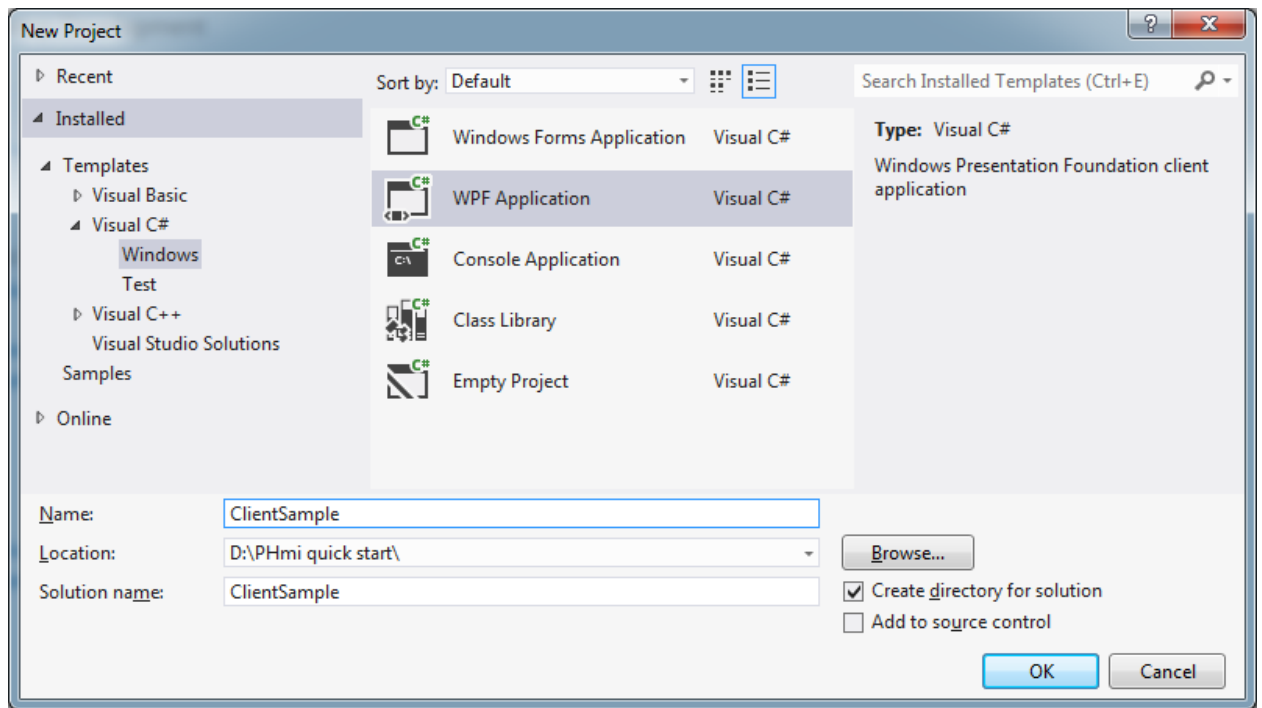 New Project
Recent
Installed
Templates
Visual Basic
Visual C#
Windows
Test
Visual C++
Visual Studio Solutions
Samples
Online
Sort by: Default
C# Windows Forms Application Visual C#
C# WPF Application Visual C#
C# C:\ Console Application Visual C#
C# Class Library Visual C#
C# Empty Project Visual C#
Search Installed Templates (Ctrl+E)
Type: Visual C#
Windows Presentation Foundation client
application
Name: ClientSample
Location: D:\PHmi quick start\ Browse...
Solution name: ClientSample
Create directory for solution
Add to source control
OK Cancel